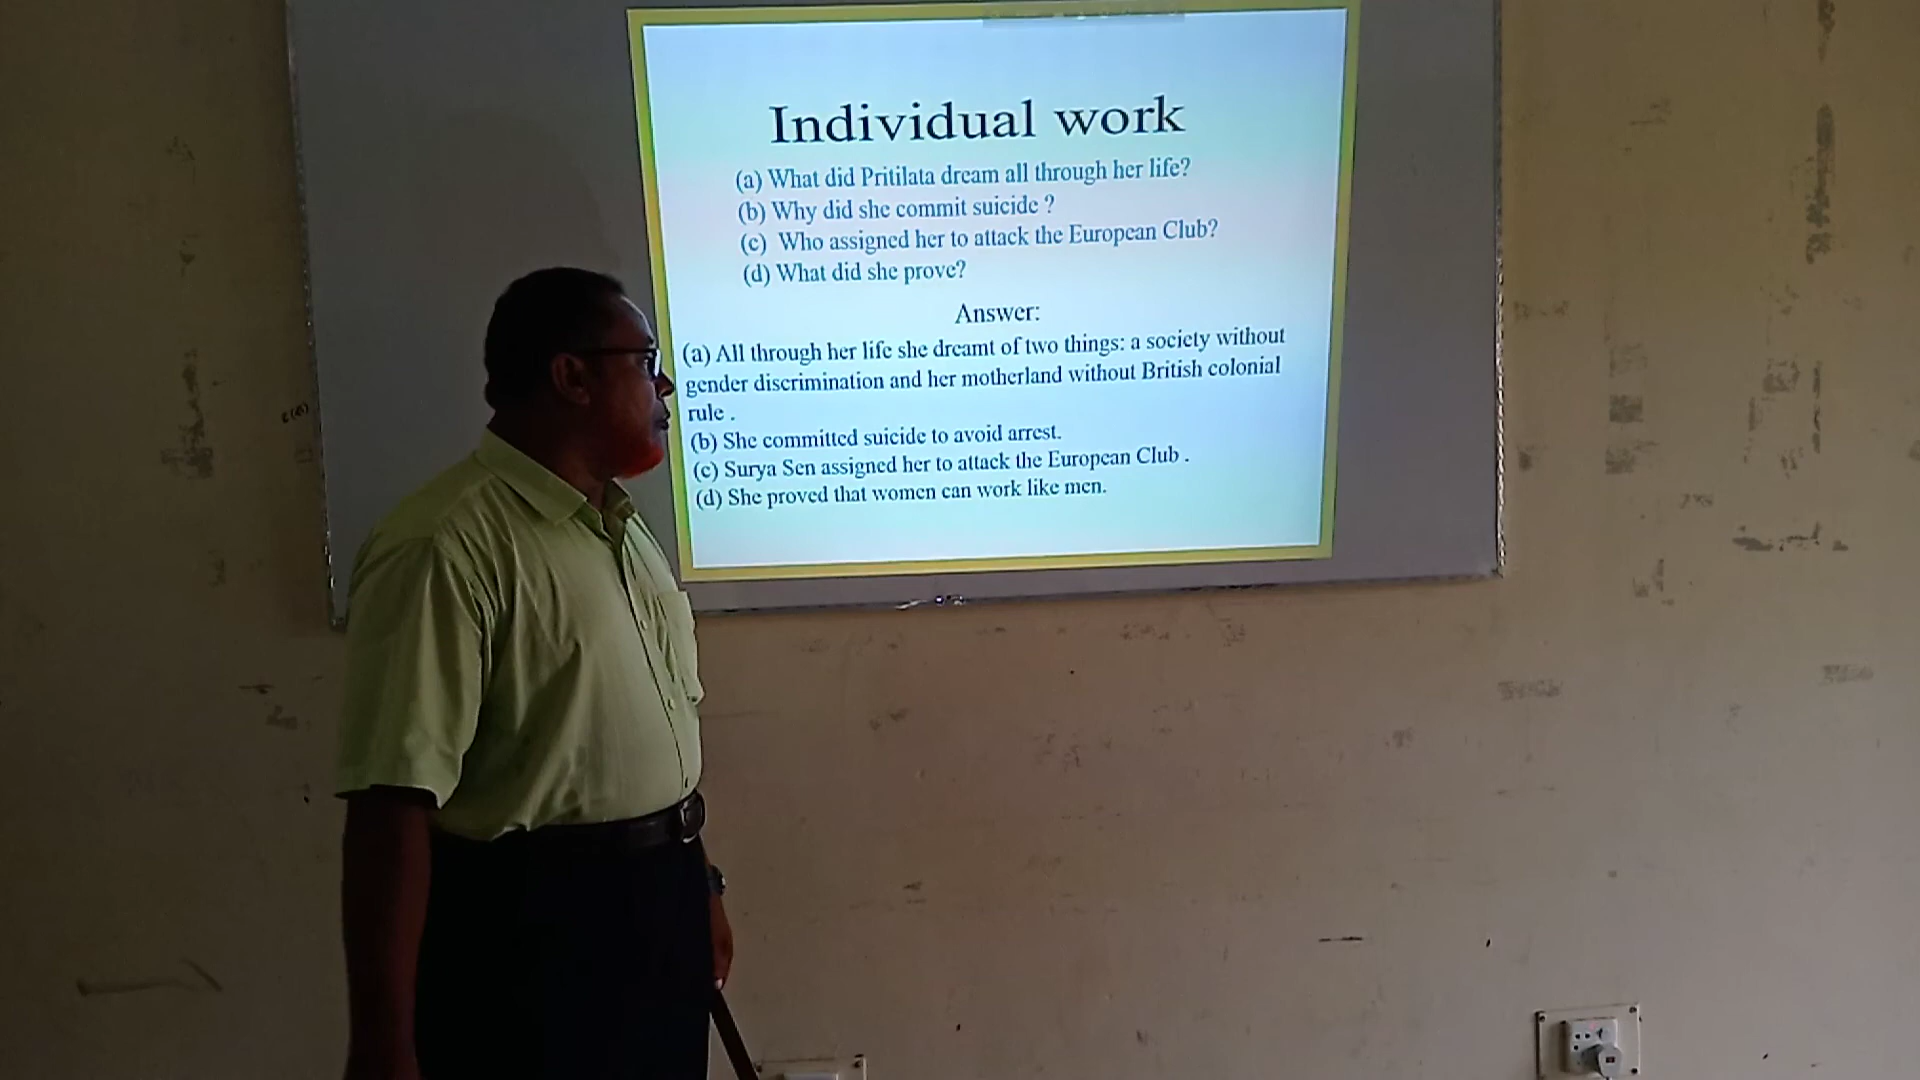 Individual work
(a) What did Pritilata dream all through her life?
(b) Why did she commit suicide ?
(c) Who assigned her to attack the European Club?
(d) What did she prove?
Answer:
(a) All through her life she dreamt of two things: a society without
gender discrimination and her motherland without British colonial
rule .
(b) She committed suicide to avoid arrest.
(c) Surya Sen assigned her to attack the European Club .
(d) She proved that women can work like men.